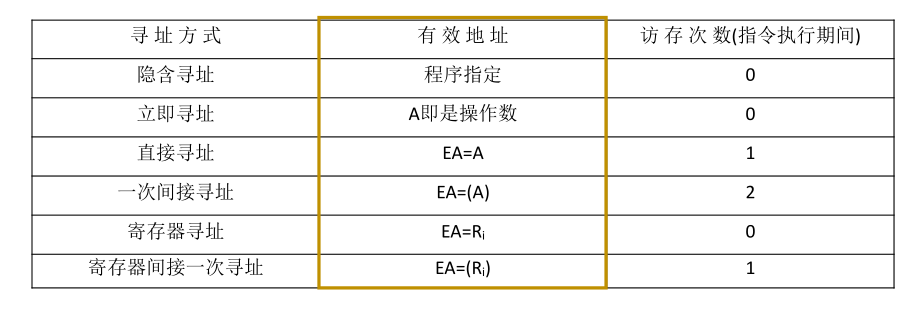 寻址方式 有效地址 访存次数(指令执行期间)
隐含寻址 程序指定 0
立即寻址 A即是操作数 0
直接寻址 EA=A 1
一次间接寻址 EA=(A) 2
寄存器寻址 EA=Ri 0
寄存器间接一次寻址 EA=(Ri) 1